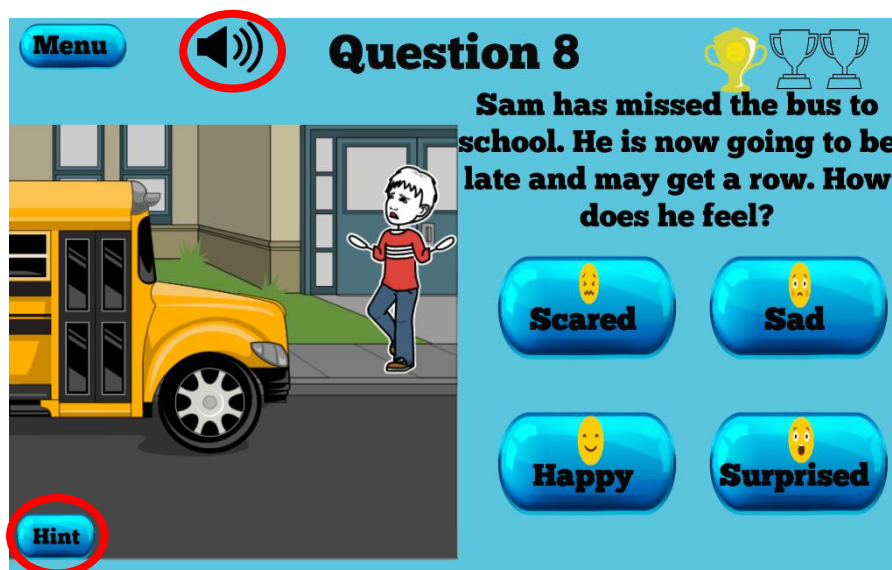 Menu
Question 8
Sam has missed the bus to
school. He is now going to be
late and may get a row. How
does he feel?
Scared
Sad
Happy
Surprised
Hint